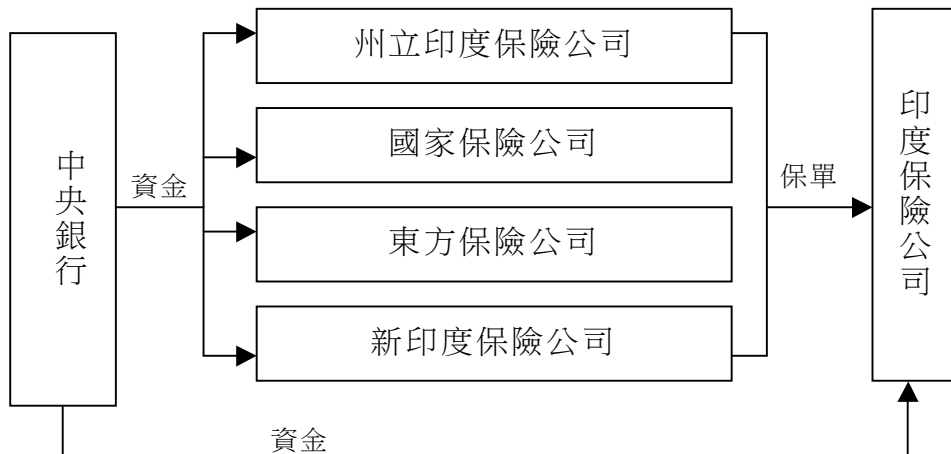 中央銀行
資金
州立印度保險公司
國家保險公司
東方保險公司
新印度保險公司
保單
印度保險公司
資金